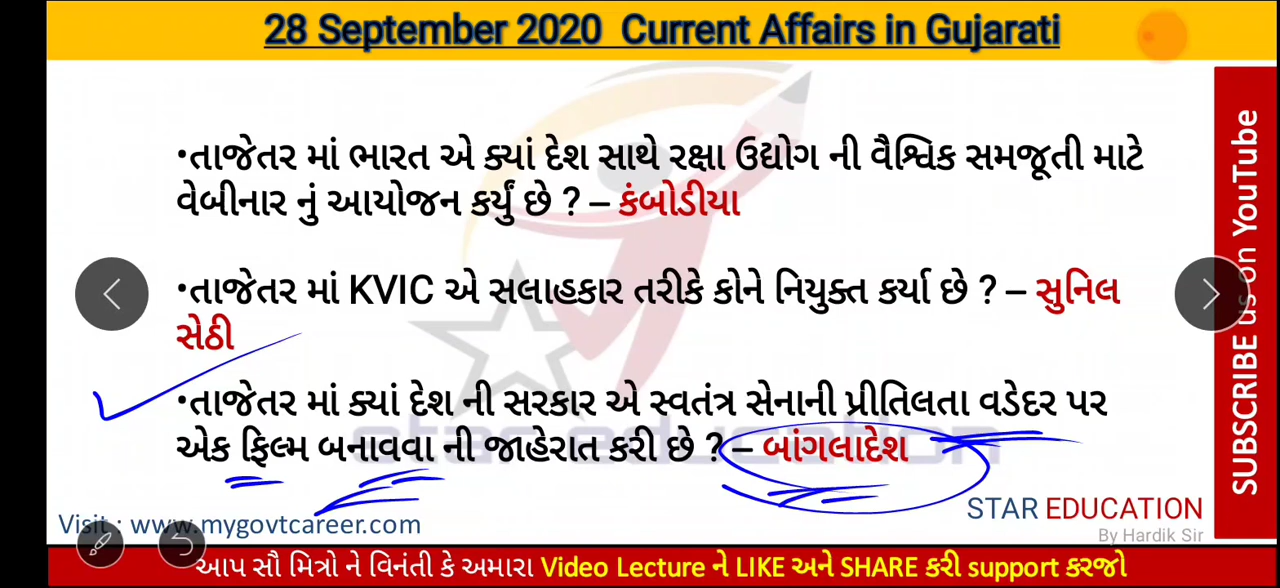 28 September 2020 Current Affairs in Gujarati
•તાજેતર માં ભારત એ ક્યાં દેશ સાથે રક્ષા ઉદ્યોગ ની વૈશ્વિક સમજૂતી માટે
વેબીનાર નું આયોજન કર્યું છે ? – કંબોડીયા
•તાજેતર માં KVIC એ સલાહકાર તરીકે કોને નિયુક્ત કર્યા છે ? – સુનિલ
સેઠી
•તાજેતર માં ક્યાં દેશ ની સરકાર એ સ્વતંત્ર સેનાની પ્રીતિલતા વડેદર પર
એક ફિલ્મ બનાવવા ની જાહેરાત કરી છે ? – બાંગલાદેશ
star education
STAR EDUCATION
Visit : www.mygovtcareer.com
By Hardik Sir
આપ સૌ મિત્રો ને વિનંતી કે અમારા Video Lecture ને LIKE અને SHARE કરી support કરજો
SUBSCRIBE us on YouTube